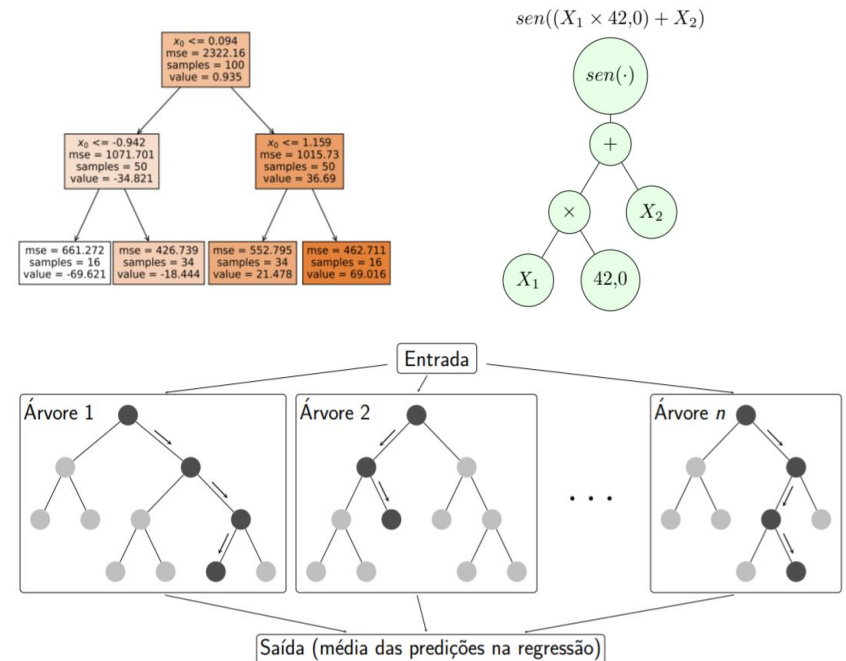 x₀ <= 0.094
mse = 2322.16
samples = 100
value = 0.935
x₀ <= -0.942
mse = 1071.701
samples = 50
value = -34.821
x₀ <= 1.159
mse = 1015.73
samples = 50
value = 36.69
mse = 661.272
samples = 16
value = -69.621
mse = 426.739
samples = 34
value = -18.444
mse = 552.795
samples = 34
value = 21.478
mse = 462.711
samples = 16
value = 69.016
sen((X₁ × 42,0) + X₂)
sen(·)
+
×
X₂
X₁
42,0
Entrada
Árvore 1
Árvore 2
. . .
Árvore n
Saída (média das predições na regressão)